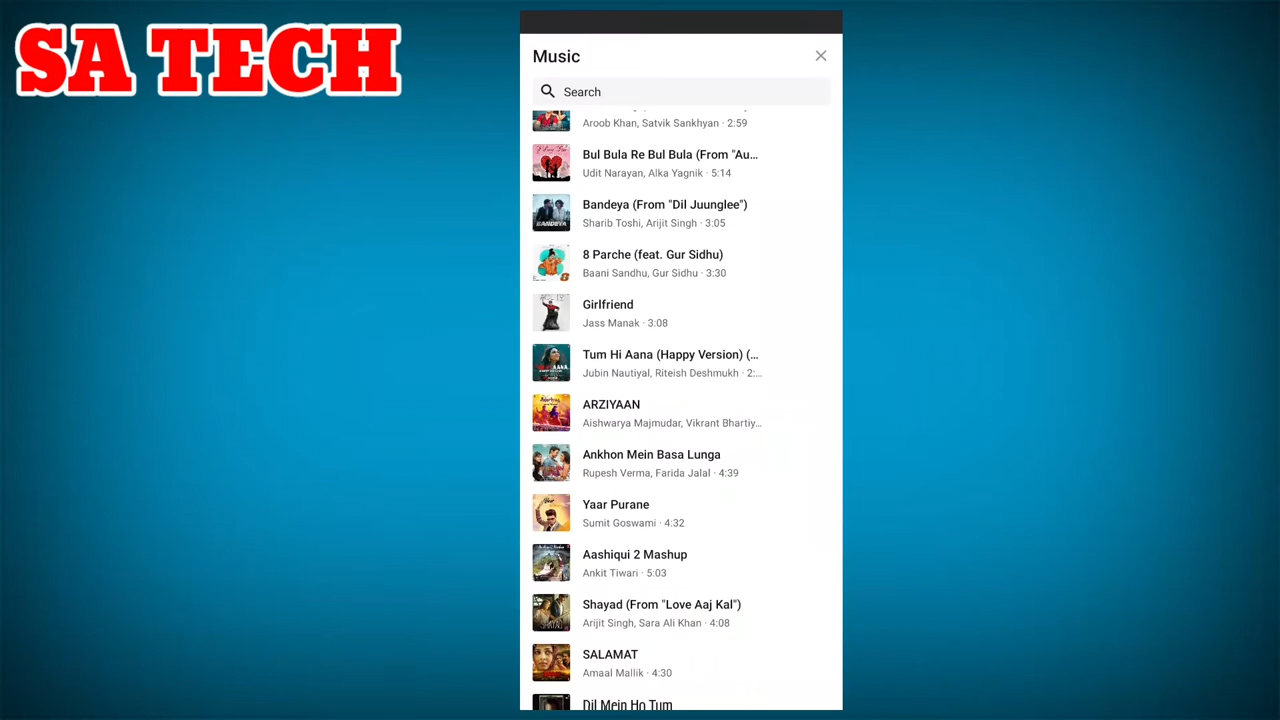 SA TECH
Music
Search
Aroob Khan, Satvik Sankhyan · 2:59
Bul Bula Re Bul Bula (From "Au...
Udit Narayan, Alka Yagnik · 5:14
Bandeya (From "Dil Juunglee")
Sharib Toshi, Arijit Singh · 3:05
BANDEYA
8 Parche (feat. Gur Sidhu)
Baani Sandhu, Gur Sidhu · 3:30
Girlfriend
Jass Manak · 3:08
Tum Hi Aana (Happy Version) (...
Jubin Nautiyal, Riteish Deshmukh · 2:...
ARZIYAAN
Aishwarya Majmudar, Vikrant Bhartiy...
Ankhon Mein Basa Lunga
Rupesh Verma, Farida Jalal · 4:39
Yaar Purane
Sumit Goswami · 4:32
Aashiqui 2 Mashup
Ankit Tiwari · 5:03
Shayad (From "Love Aaj Kal")
Arijit Singh, Sara Ali Khan · 4:08
SALAMAT
Amaal Mallik · 4:30
Dil Mein Ho Tum